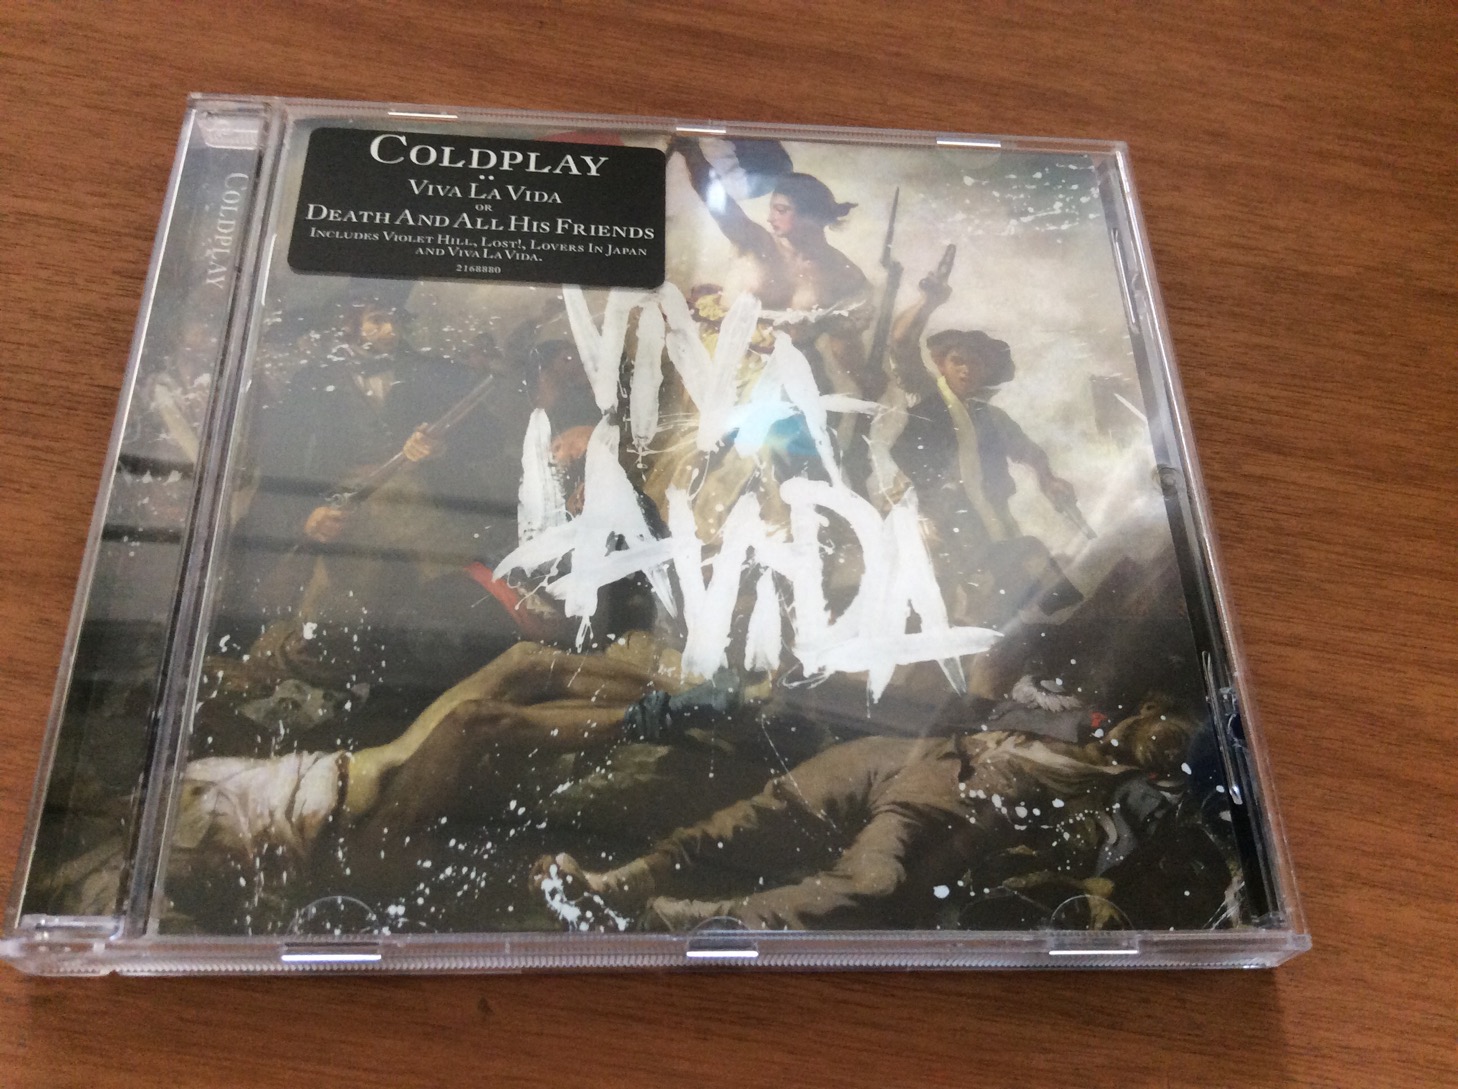 COLDPLAY
VIVA LA VIDA
OR
DEATH AND ALL HIS FRIENDS
INCLUDES VIOLET HILL, LOST!, LOVERS IN JAPAN
AND VIVA LA VIDA.
2168880
COLDPLAY
VIVA
LA VIDA